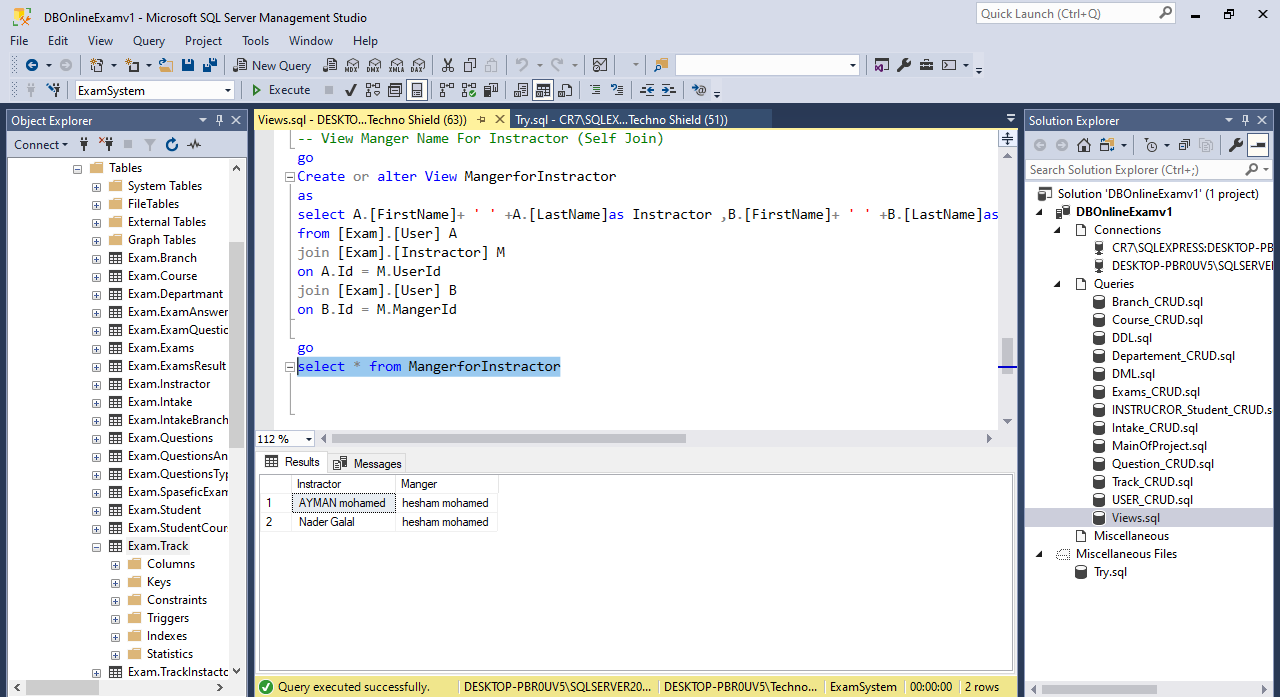 DBOnlineExamv1 - Microsoft SQL Server Management Studio
Quick Launch (Ctrl+Q)
File Edit View Query Project Tools Window Help
New Query
MDX DMX XMLA DAX
ExamSystem
Execute
Object Explorer
Connect
Tables
System Tables
FileTables
External Tables
Graph Tables
Exam.Branch
Exam.Course
Exam.Departmant
Exam.ExamAnswer
Exam.ExamQuestic
Exam.Exams
Exam.ExamsResult
Exam.Instructor
Exam.Intake
Exam.IntakeBranch
Exam.Questions
Exam.QuestionsAn
Exam.QuestionsTyp
Exam.SpaseficExam
Exam.Student
Exam.StudentCour
Exam.Track
Columns
Keys
Constraints
Triggers
Indexes
Statistics
Exam.TrackInstacto
Views.sql - DESKTO...Techno Shield (63))
Try.sql - CR7\SQLEX...Techno Shield (51))
-- View Manger Name For Instructor (Self Join)
go
Create or alter View MangerforInstractor
as
select A.[FirstName]+ ' ' +A.[LastName]as Instractor ,B.[FirstName]+ ' ' +B.[LastName]as
from [Exam].[User] A
join [Exam].[Instractor] M
on A.Id = M.UserId
join [Exam].[User] B
on B.Id = M.MangerId
go
select * from MangerforInstractor
112 %
Results
Messages
Instractor Manger
1 AYMAN mohamed hesham mohamed
2 Nader Galal hesham mohamed
Query executed successfully.
DESKTOP-PBR0UV5\SQLSERVER20...
DESKTOP-PBR0UV5\Techno...
ExamSystem
00:00:00
2 rows
Solution Explorer
Search Solution Explorer (Ctrl+;)
Solution 'DBOnlineExamv1' (1 project)
DBOnlineExamv1
Connections
CR7\SQLEXPRESS:DESKTOP-PB
DESKTOP-PBR0UV5\SQLSERVE
Queries
Branch_CRUD.sql
Course_CRUD.sql
DDL.sql
Departement_CRUD.sql
DML.sql
Exams_CRUD.sql
INSTRUCROR_Student_CRUD.s
Intake_CRUD.sql
MainOfProject.sql
Question_CRUD.sql
Track_CRUD.sql
USER_CRUD.sql
Views.sql
Miscellaneous
Miscellaneous Files
Try.sql